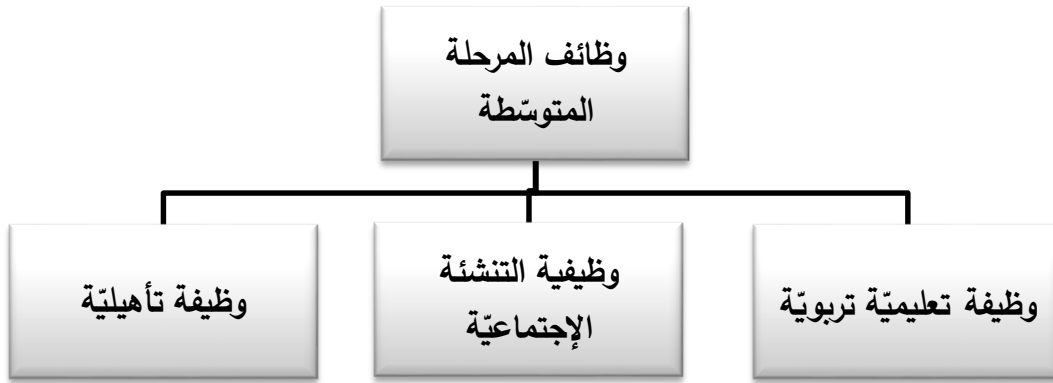 وظائف المرحلة
المتوسّطة
وظيفة تعليميّة تربويّة
وظيفية التنشئة
الإجتماعيّة
وظيفة تأهيليّة